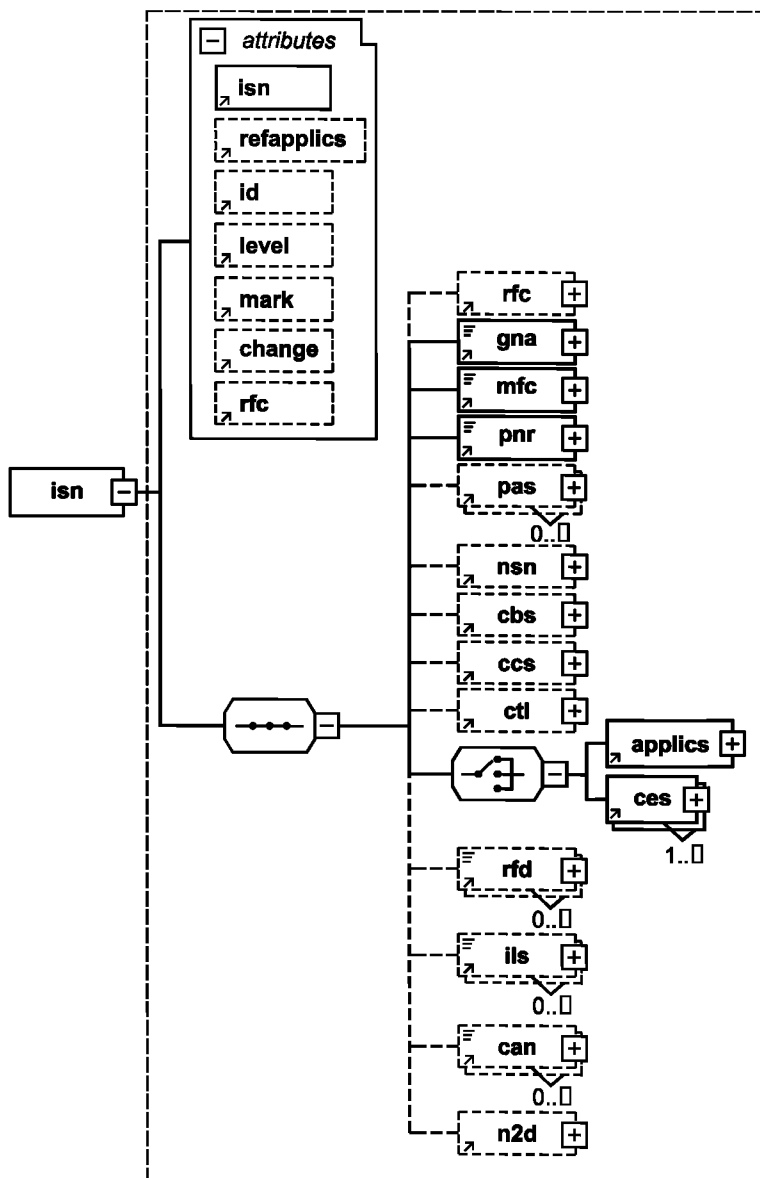 attributes
isn
refapplics
id
level
mark
change
rfc
isn
rfc
gna
mfc
pnr
pas
0..▯
nsn
cbs
ccs
ctl
applics
ces
1..▯
rfd
0..▯
ils
0..▯
can
0..▯
n2d